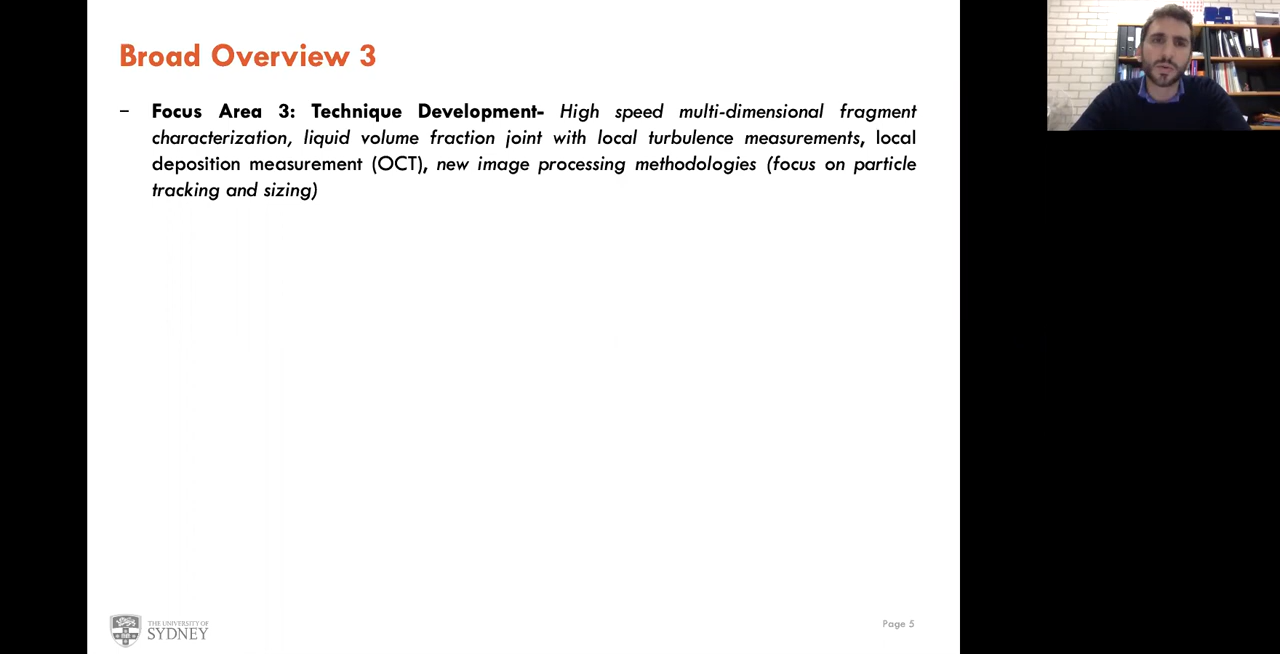 Broad Overview 3
– Focus Area 3: Technique Development- High speed multi-dimensional fragment
characterization, liquid volume fraction joint with local turbulence measurements, local
deposition measurement (OCT), new image processing methodologies (focus on particle
tracking and sizing)
THE UNIVERSITY OF
SYDNEY
Page 5